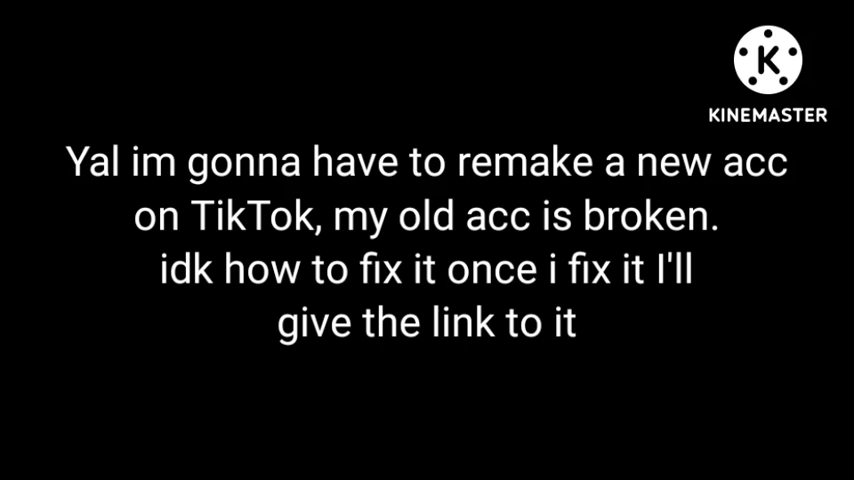 K
KINEMASTER
Yal im gonna have to remake a new acc
on TikTok, my old acc is broken.
idk how to fix it once i fix it I'll
give the link to it